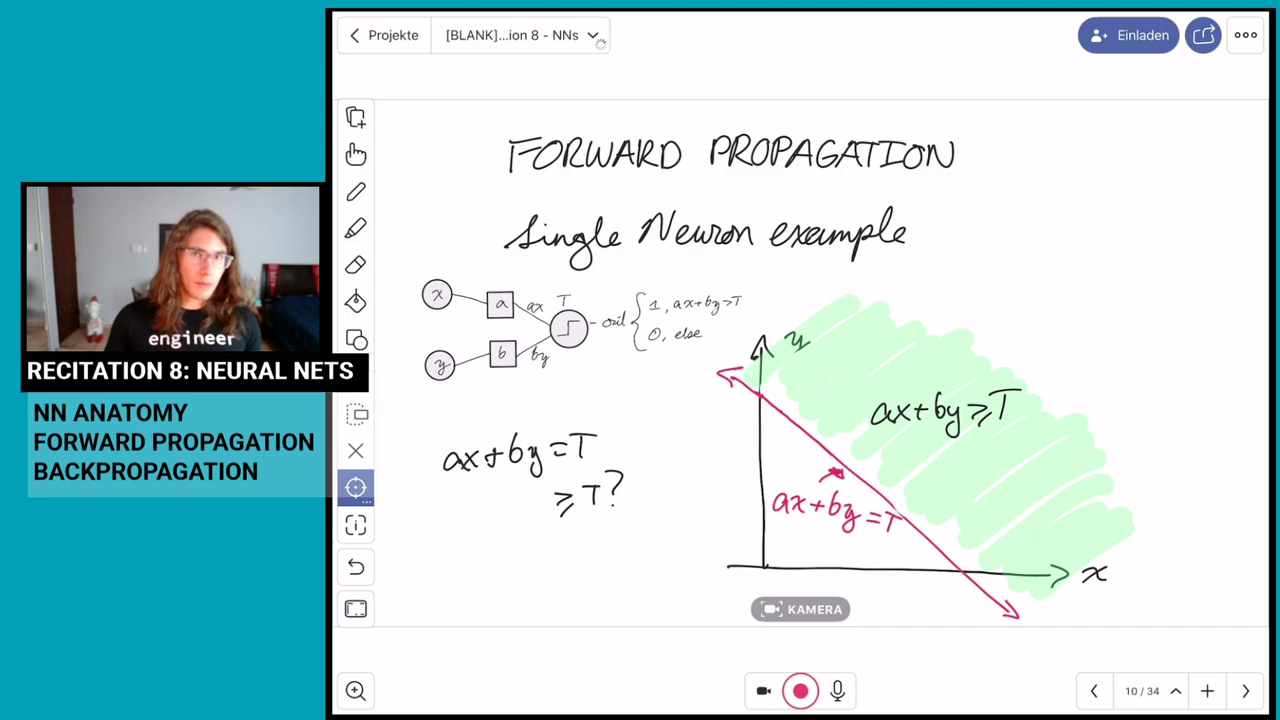 Projekte
[BLANK]...ion 8 - NNs
Einladen
FORWARD PROPAGATION
Single Neuron example
x
a
ax
T
out { 1, ax+by≥T
0, else
y
b
by
engineer
RECITATION 8: NEURAL NETS
NN ANATOMY
FORWARD PROPAGATION
BACKPROPAGATION
ax+by=T
≥T?
y
ax+by≥T
ax+by=T
x
KAMERA
10 / 34